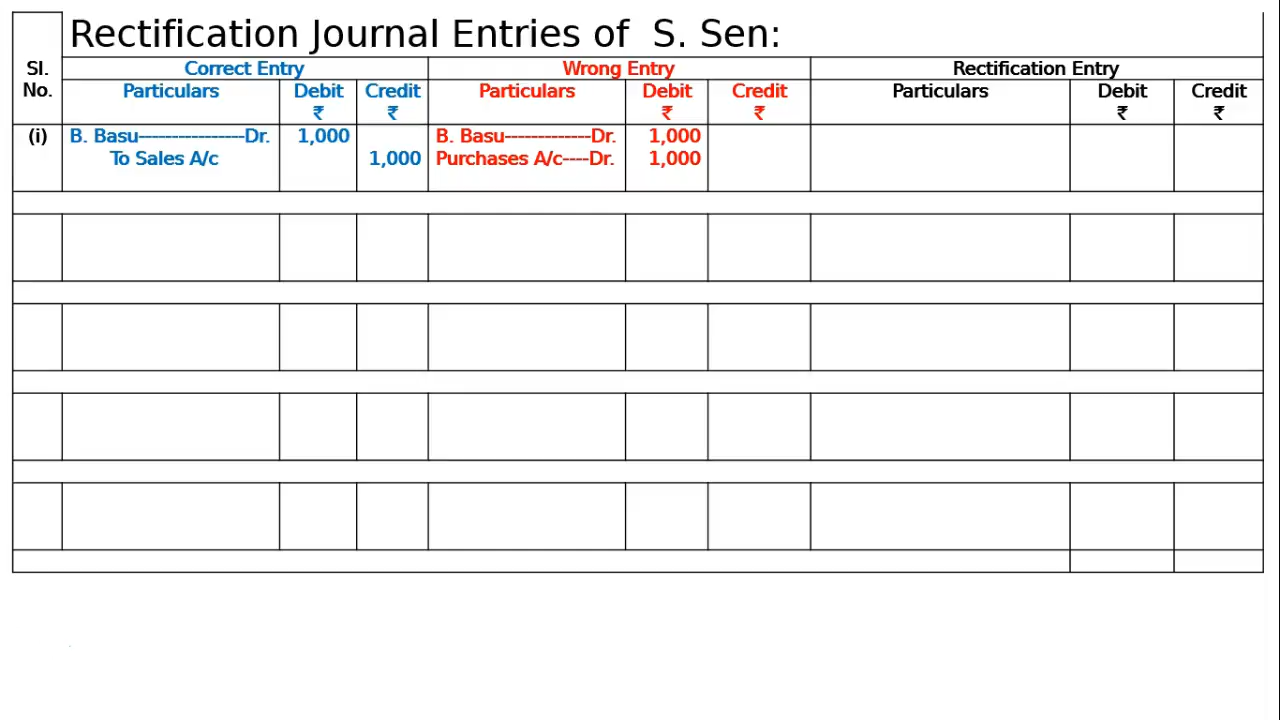 Rectification Journal Entries of S. Sen:
Sl. No.
Correct Entry
Wrong Entry
Rectification Entry
Particulars
Debit ₹
Credit ₹
Particulars
Debit ₹
Credit ₹
Particulars
Debit ₹
Credit ₹
(i)
B. Basu----------------Dr. 1,000
To Sales A/c 1,000
B. Basu-------------Dr. 1,000
Purchases A/c----Dr. 1,000